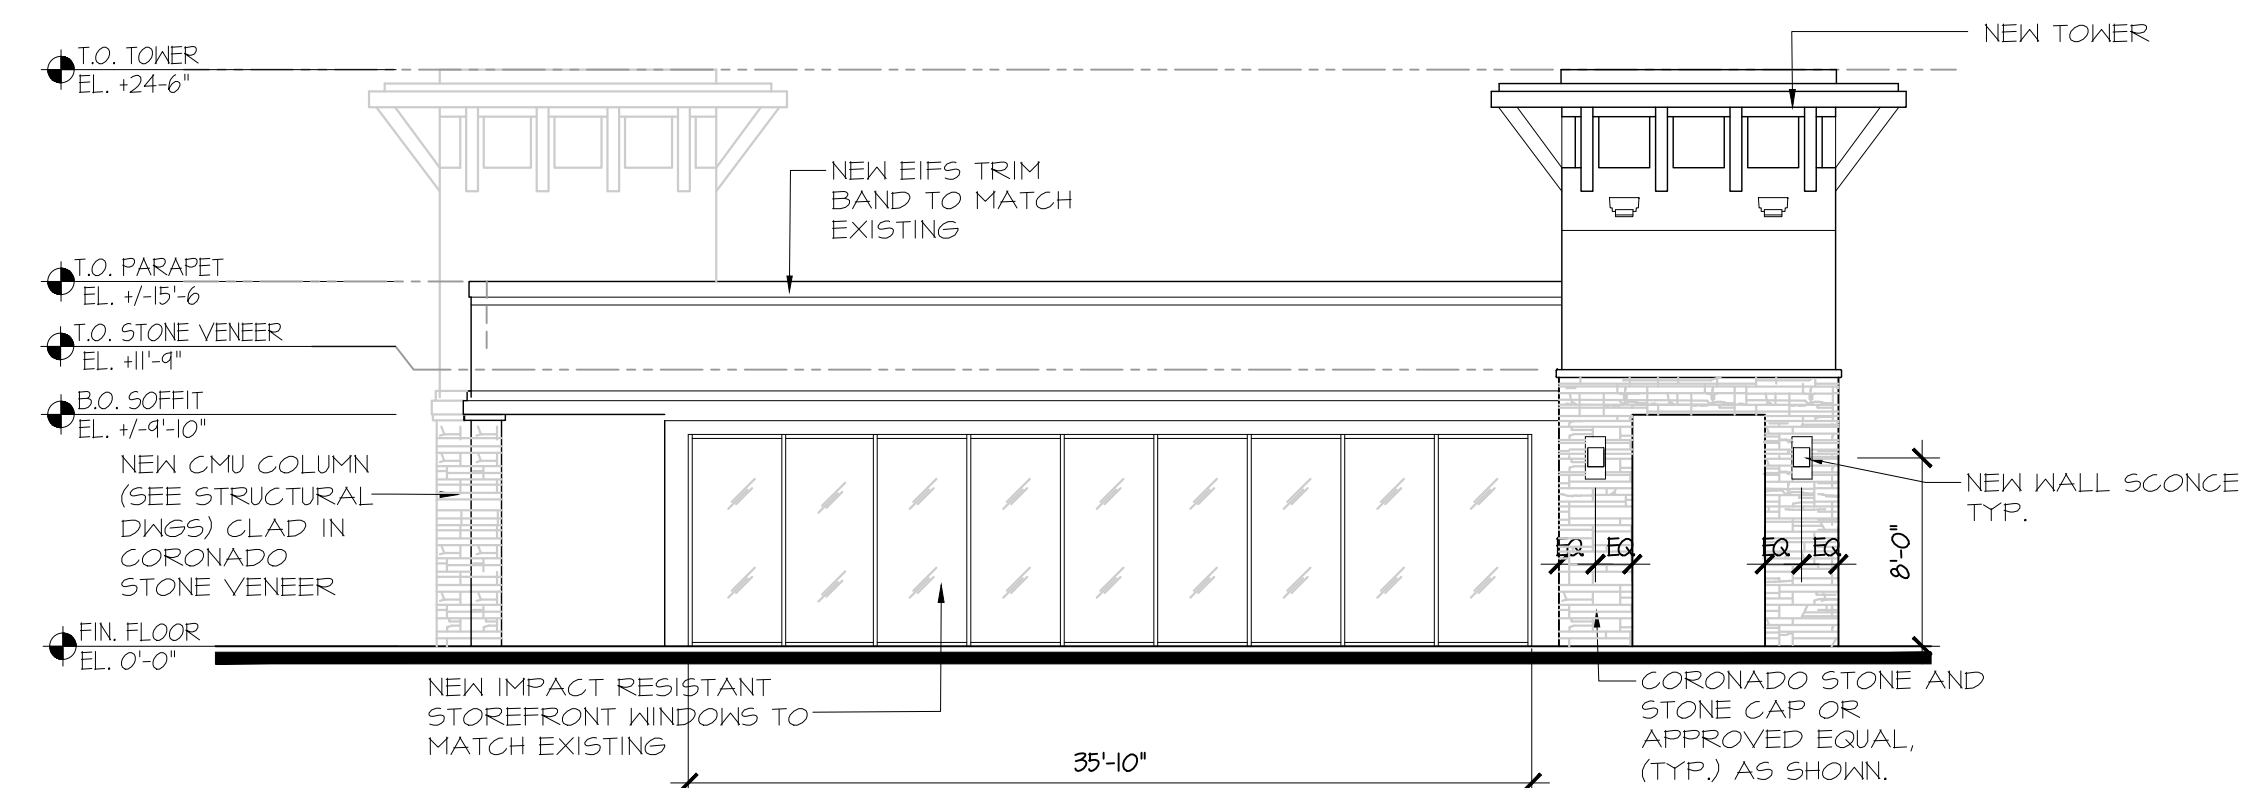 NEW TOWER
T.O. TOWER
EL. +24-6"
NEW EIFS TRIM
BAND TO MATCH
EXISTING
T.O. PARAPET
EL. +/-15'-6
T.O. STONE VENEER
EL. +11'-9"
B.O. SOFFIT
EL. +/-9'-10"
NEW CMU COLUMN
(SEE STRUCTURAL
DWGS) CLAD IN
CORONADO
STONE VENEER
NEW WALL SCONCE
TYP.
EQ EQ EQ EQ
8'-0"
FIN. FLOOR
EL. 0'-0"
NEW IMPACT RESISTANT
STOREFRONT WINDOWS TO
MATCH EXISTING
CORONADO STONE AND
STONE CAP OR
APPROVED EQUAL,
(TYP.) AS SHOWN.
35'-10"